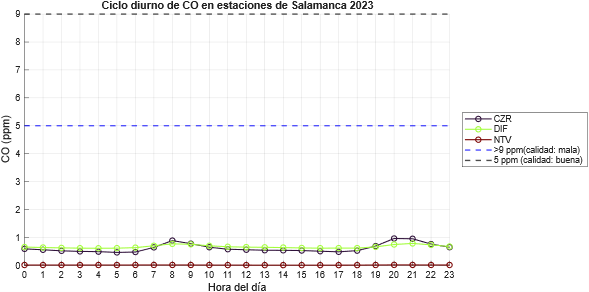 Ciclo diurno de CO en estaciones de Salamanca 2023
9
8
7
6
5
4
3
2
1
0
CO (ppm)
0 1 2 3 4 5 6 7 8 9 10 11 12 13 14 15 16 17 18 19 20 21 22 23
Hora del día
CZR
DIF
NTV
>9 ppm(calidad: mala)
5 ppm (calidad: buena)